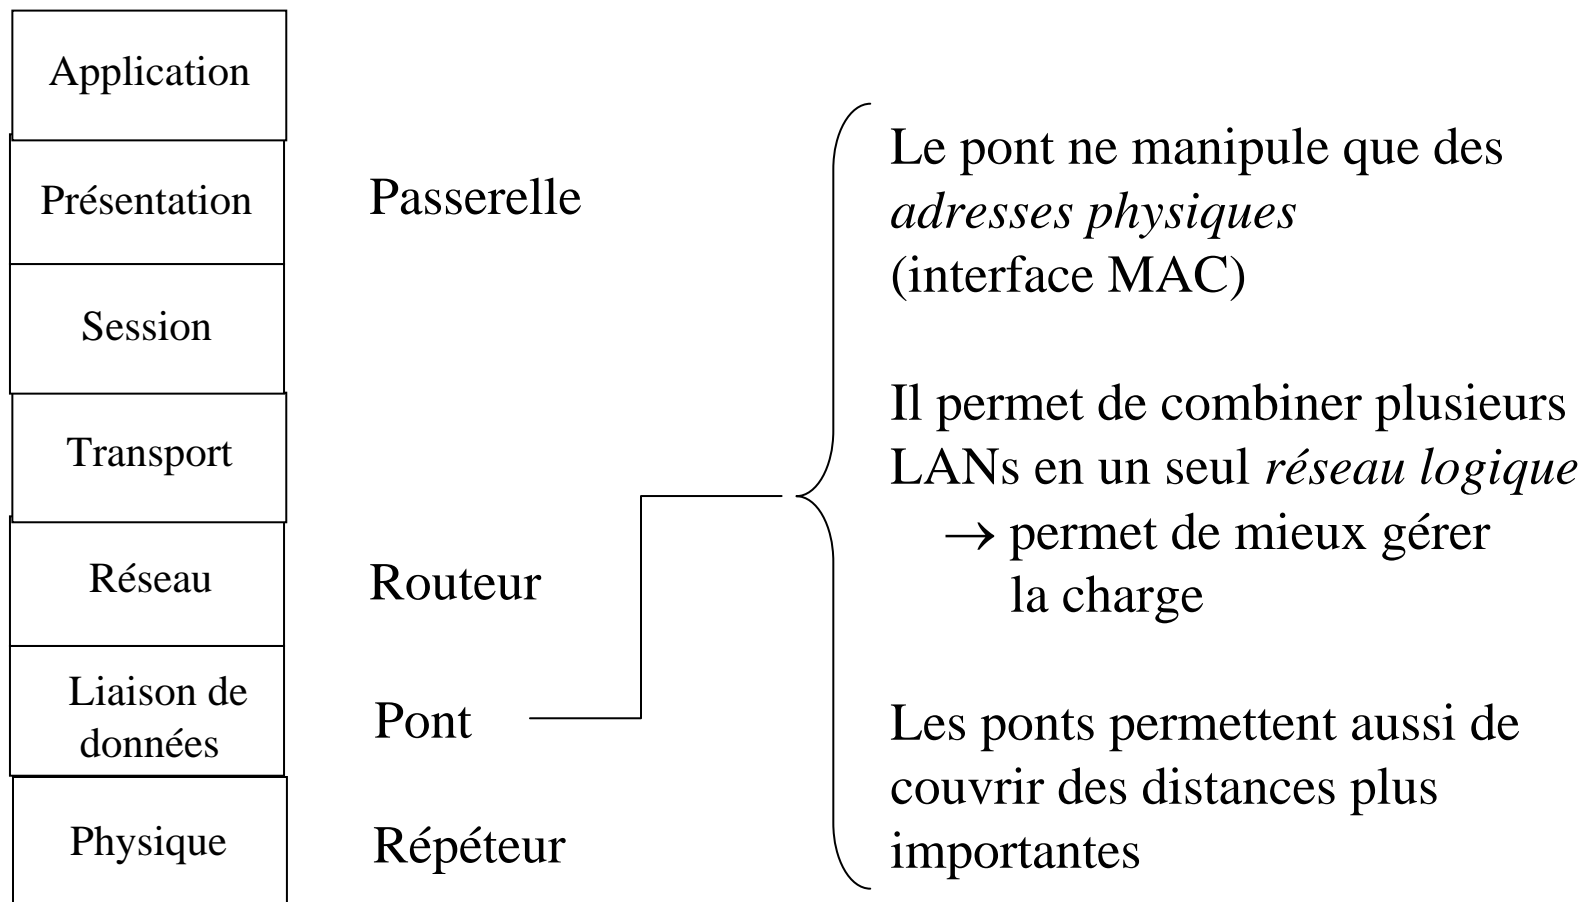 Application
Présentation
Session
Transport
Réseau
Liaison de
données
Physique
Passerelle
Routeur
Pont
Répéteur
Le pont ne manipule que des
adresses physiques
(interface MAC)
Il permet de combiner plusieurs
LANs en un seul réseau logique
→ permet de mieux gérer
la charge
Les ponts permettent aussi de
couvrir des distances plus
importantes